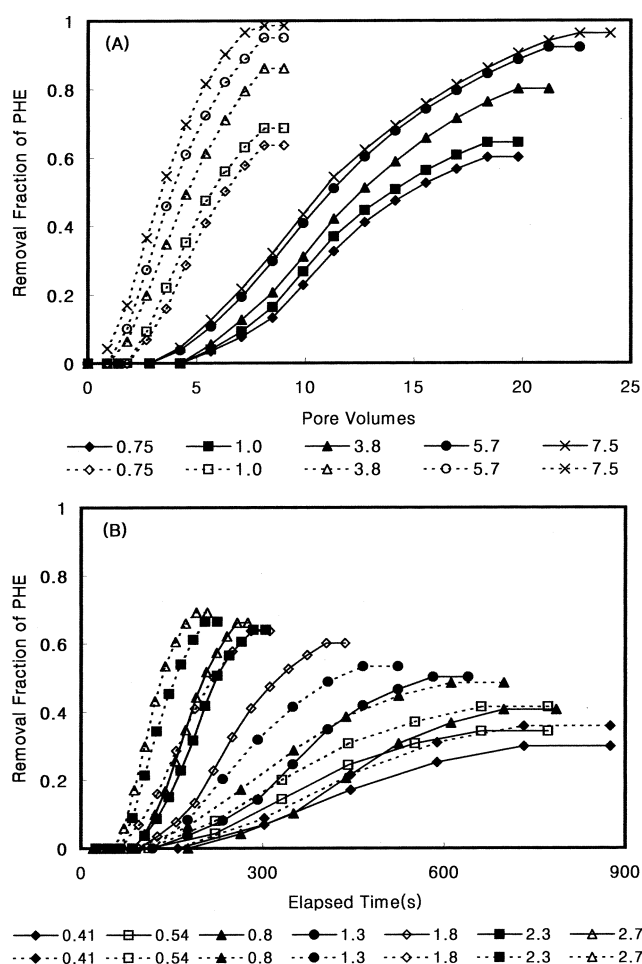 (A)
Removal Fraction of PHE
1
0.8
0.6
0.4
0.2
0
0 5 10 15 20 25
Pore Volumes
0.75 1.0 3.8 5.7 7.5
0.75 1.0 3.8 5.7 7.5
(B)
Removal Fraction of PHE
1
0.8
0.6
0.4
0.2
0
0 300 600 900
Elapsed Time(s)
0.41 0.54 0.8 1.3 1.8 2.3 2.7
0.41 0.54 0.8 1.3 1.8 2.3 2.7